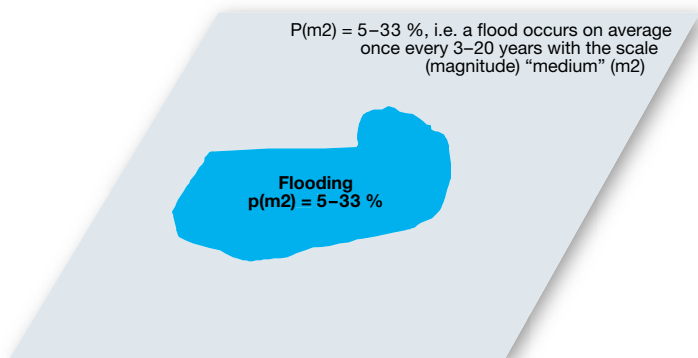 P(m2) = 5–33 %, i.e. a flood occurs on average
once every 3–20 years with the scale
(magnitude) “medium” (m2)
Flooding
p(m2) = 5–33 %